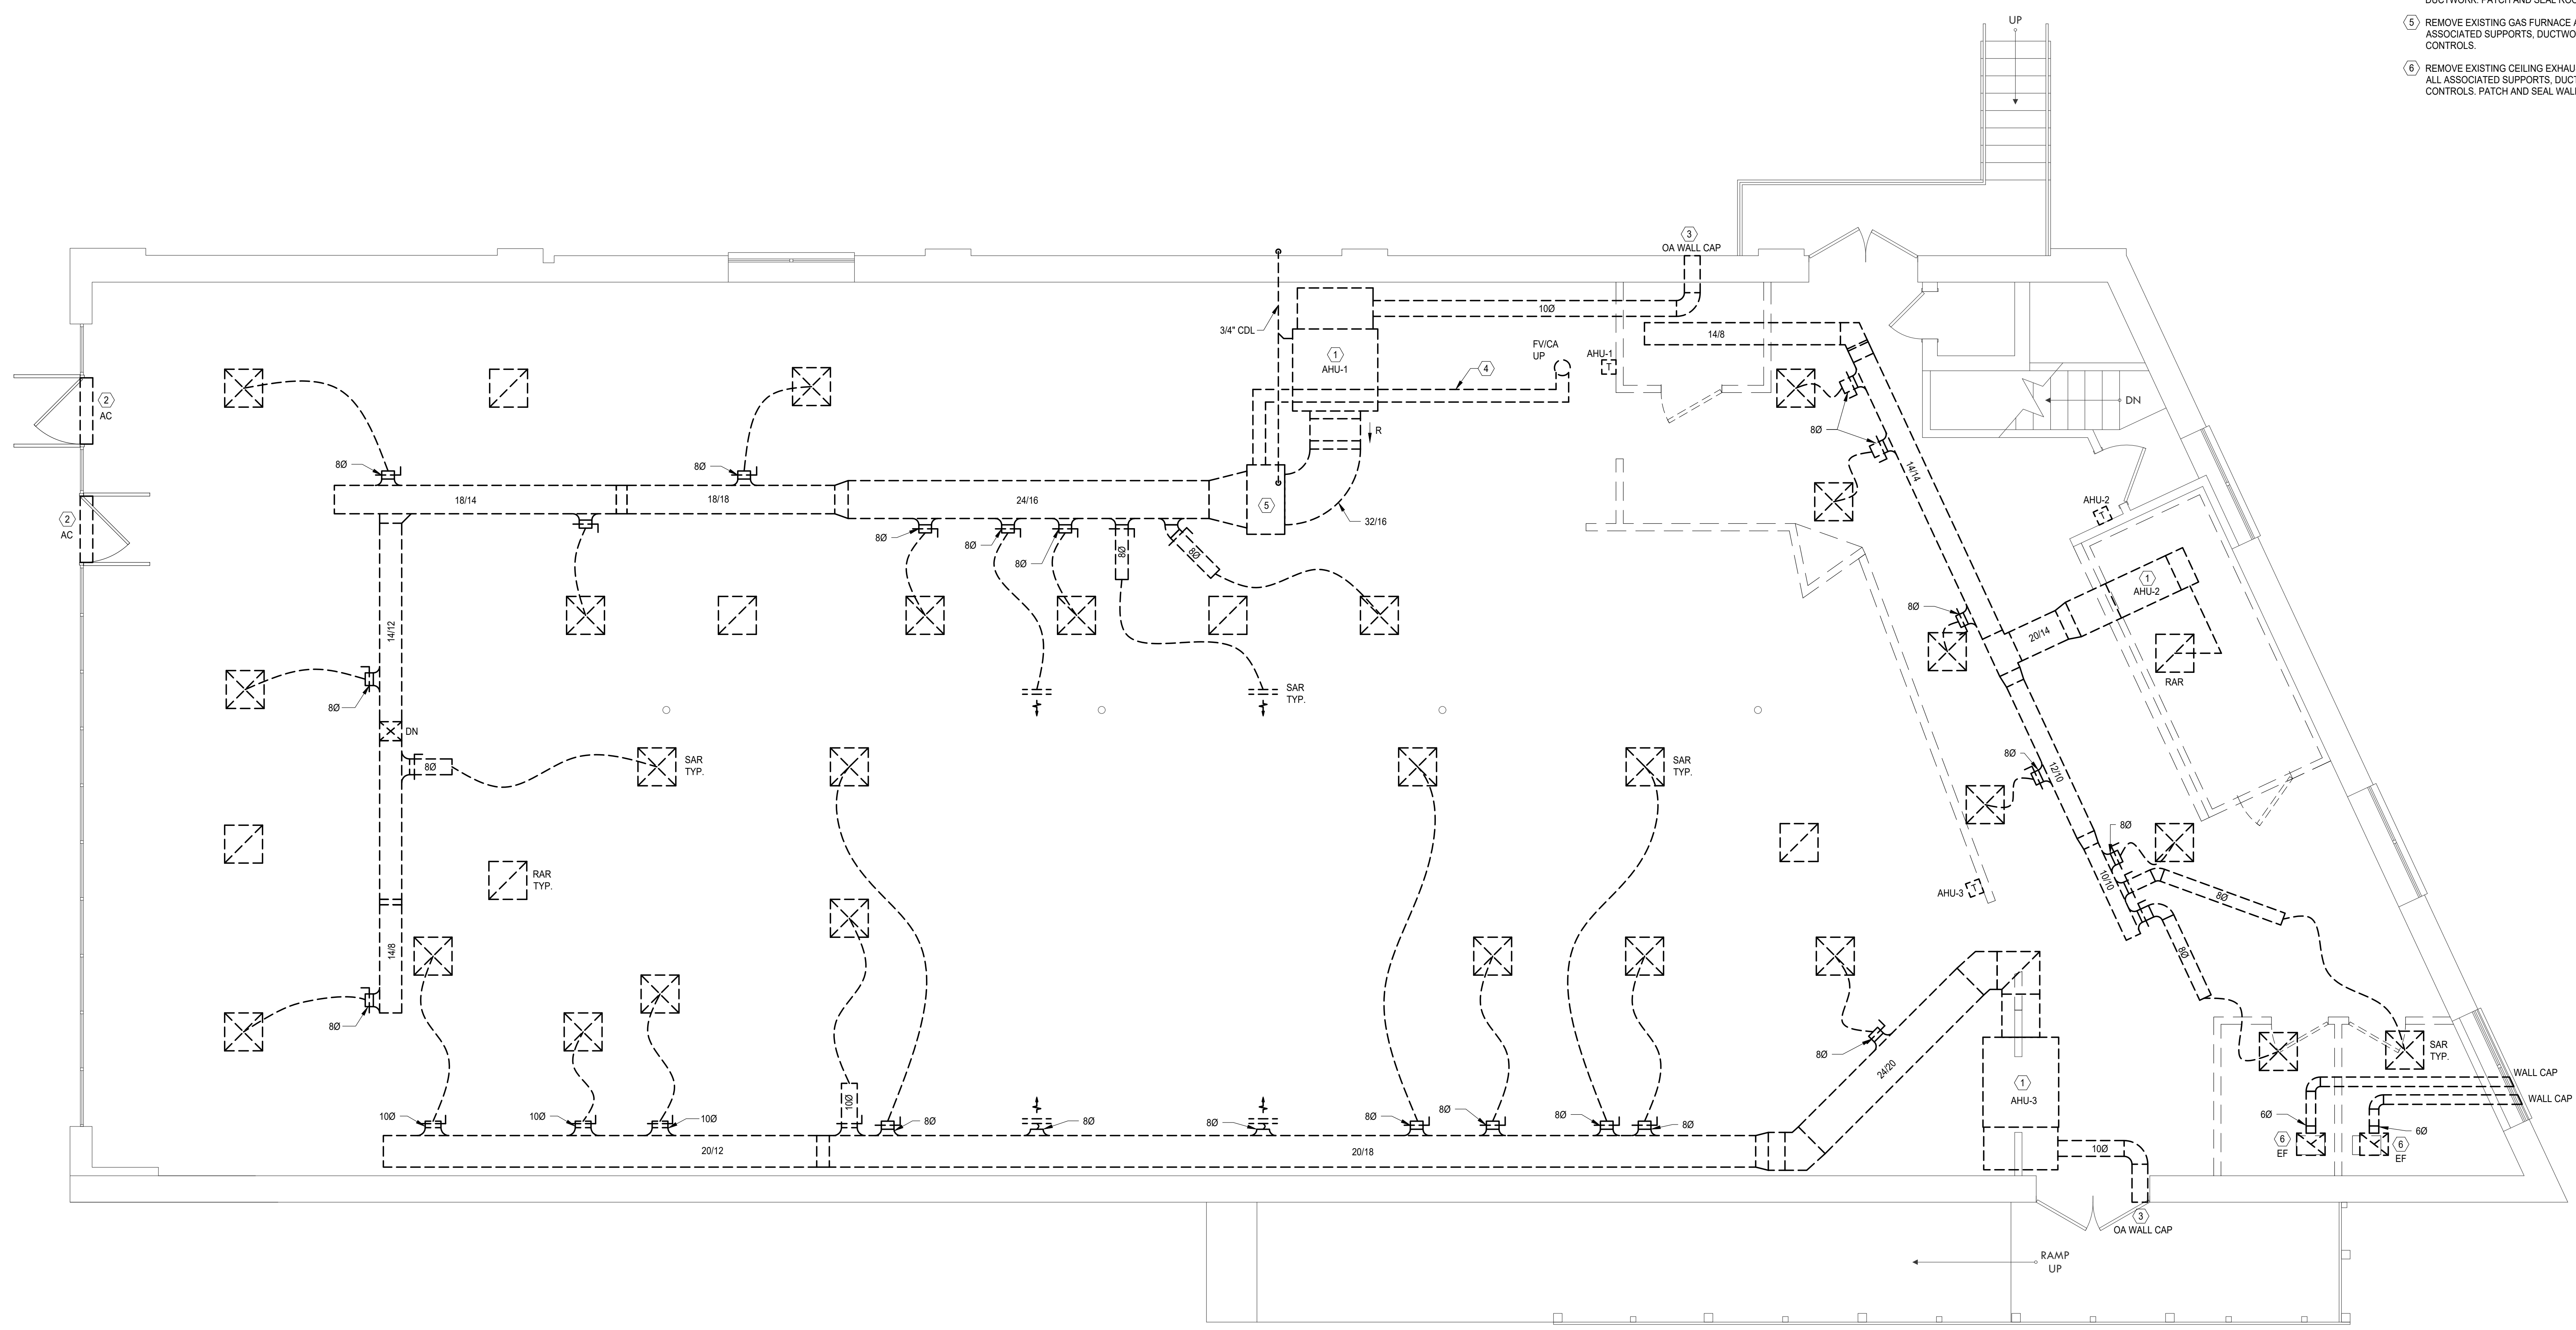 DUCTWORK. PATCH AND SEAL
5 REMOVE EXISTING GAS FURNACE
ASSOCIATED SUPPORTS,
CONTROLS.
6 REMOVE EXISTING CEILING
ALL ASSOCIATED SUPPORTS,
CONTROLS. PATCH AND SEAL
UP
3
OA WALL CAP
10Ø
3/4" CDL
1
AHU-1
FV/CA
UP
AHU-1
T
14/8
4
R
2
AC
DN
8Ø
14/14
8Ø
8Ø
18/14
18/18
24/16
5
32/16
2
AC
AHU-2
T
8Ø
8Ø
8Ø
8Ø
8Ø
1
AHU-2
8Ø
20/14
14/12
RAR
8Ø
SAR
TYP.
DN
8Ø
SAR
TYP.
SAR
TYP.
8Ø
12/10
8Ø
RAR
TYP.
AHU-3
T
10/10
8Ø
14/8
8Ø
8Ø
8Ø
24/20
SAR
TYP.
1
AHU-3
WALL CAP
WALL CAP
10Ø
10Ø
10Ø
10Ø
8Ø
8Ø
8Ø
8Ø
8Ø
8Ø
8Ø
6Ø
6Ø
6
EF
6
EF
20/12
20/18
10Ø
3
OA WALL CAP
RAMP
UP